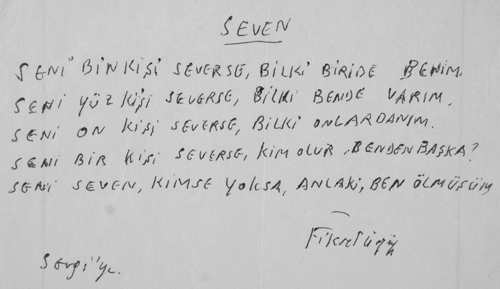 SEVEN
SENİ BİN KİŞİ SEVERSE, BİLKİ BİRİDE BENİM.
SENİ YÜZ KİŞİ SEVERSE, BİLKİ BENDE VARIM.
SENİ ON KİŞİ SEVERSE, BİLKİ ONLARDANIM.
SENİ BİR KİŞİ SEVERSE, KİM OLUR, BENDEN BAŞKA?
SENİ SEVEN, KİMSE YOKSA, ANLAKİ, BEN ÖLMÜŞÜM
Fikret
Sevgi'ye.